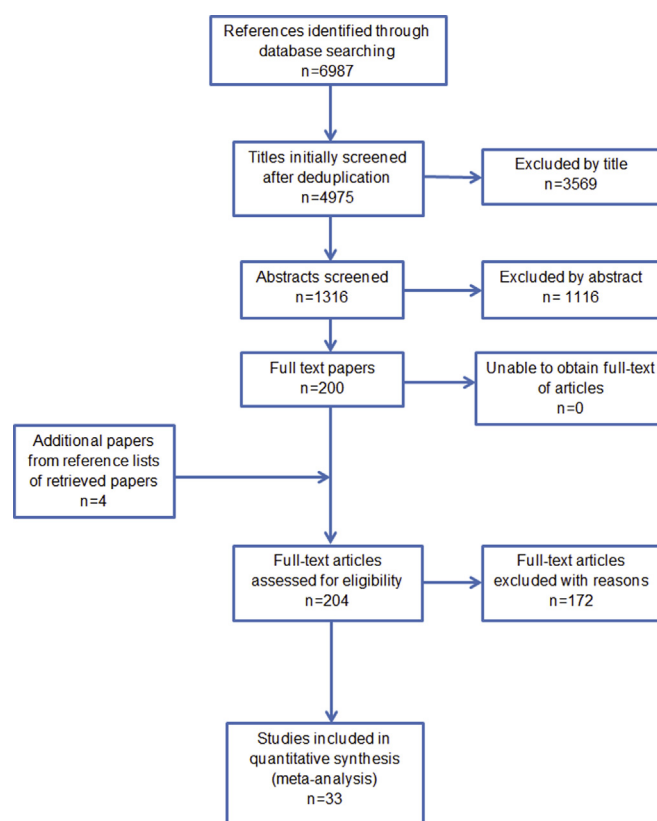 References identified through
database searching
n=6987
Titles initially screened
after deduplication
n=4975
Excluded by title
n=3569
Abstracts screened
n=1316
Excluded by abstract
n= 1116
Full text papers
n=200
Unable to obtain full-text
of articles
n=0
Additional papers
from reference lists
of retrieved papers
n=4
Full-text articles
assessed for eligibility
n=204
Full-text articles
excluded with reasons
n=172
Studies included in
quantitative synthesis
(meta-analysis)
n=33